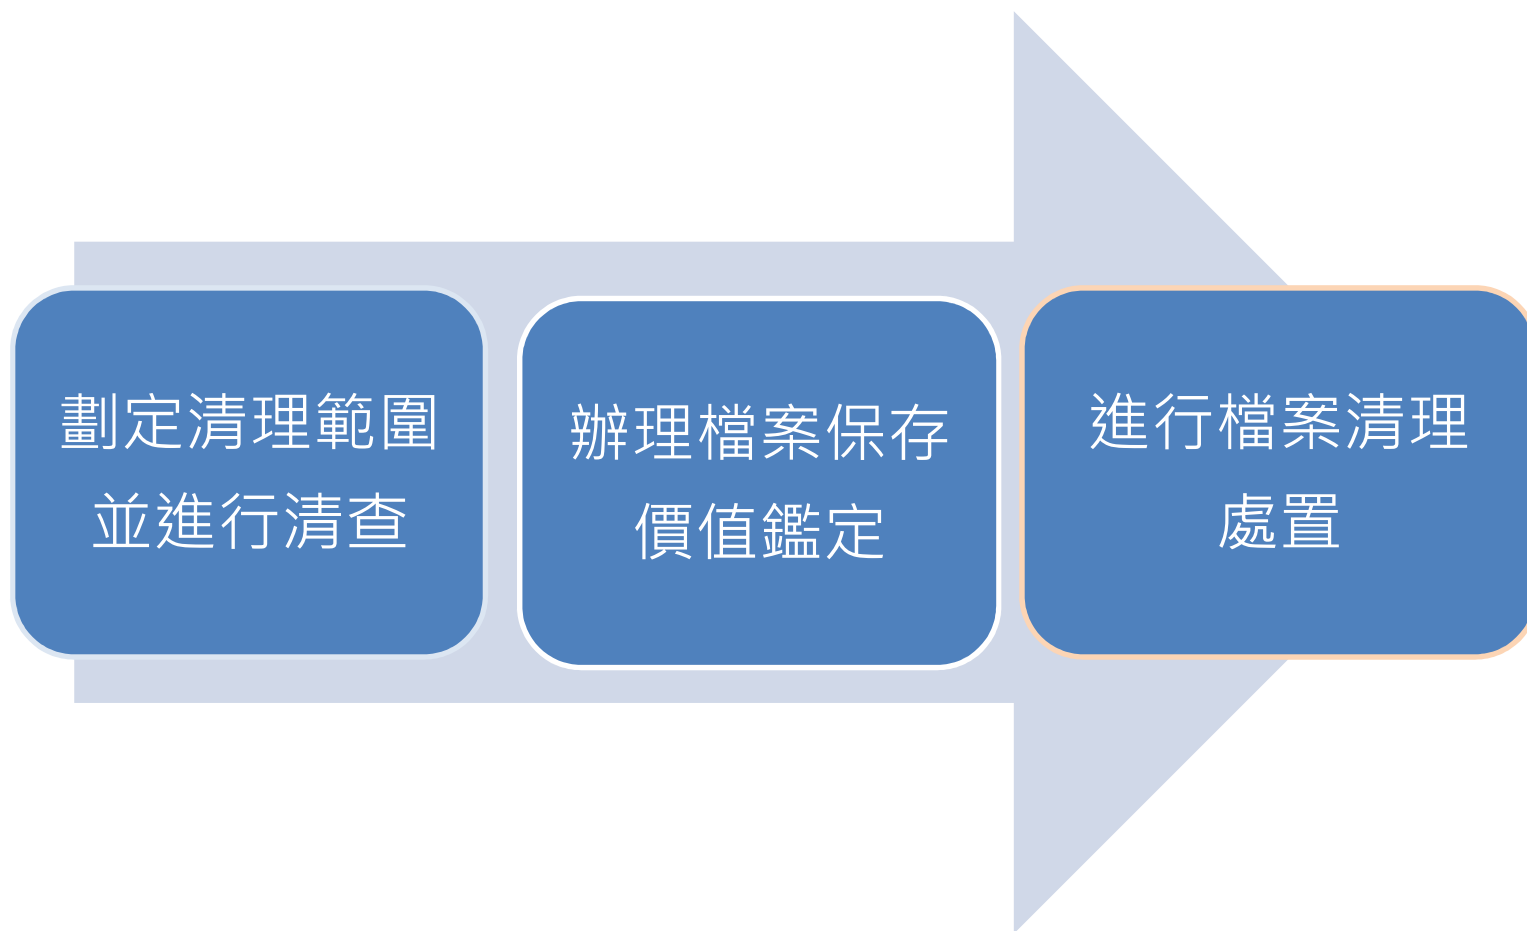 劃定清理範圍
並進行清查
辦理檔案保存
價值鑑定
進行檔案清理
處置